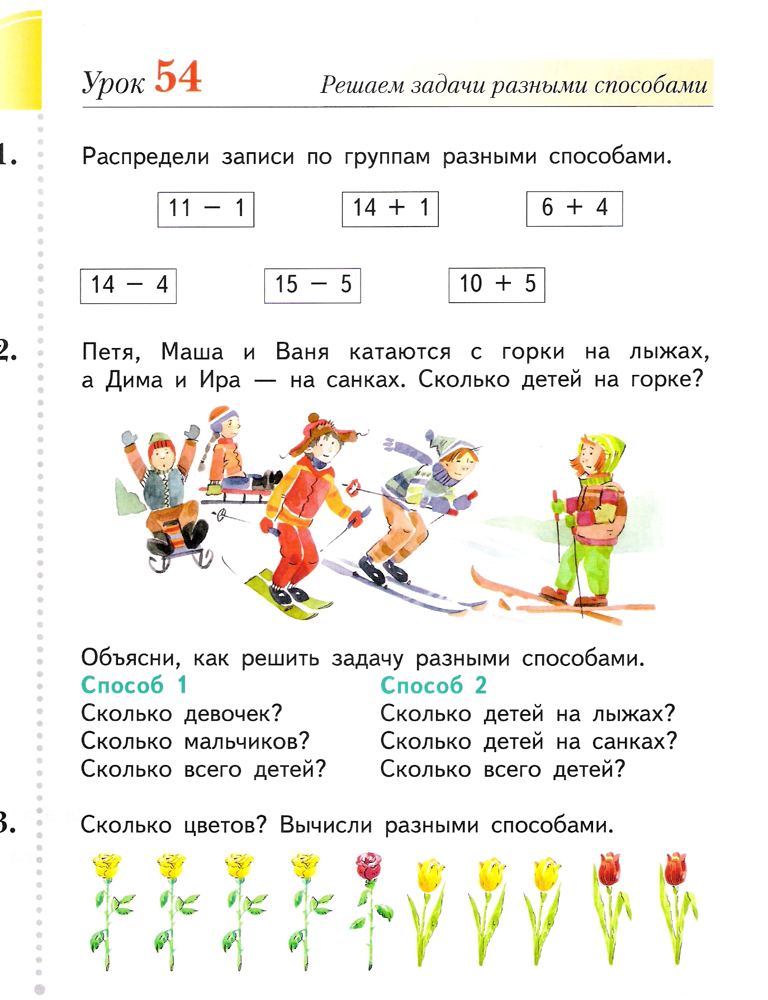 Урок 54 Решаем задачи разными способами
1. Распредели записи по группам разными способами.
11 − 1 14 + 1 6 + 4
14 − 4 15 − 5 10 + 5
2. Петя, Маша и Ваня катаются с горки на лыжах,
а Дима и Ира — на санках. Сколько детей на горке?
Объясни, как решить задачу разными способами.
Способ 1 Способ 2
Сколько девочек? Сколько детей на лыжах?
Сколько мальчиков? Сколько детей на санках?
Сколько всего детей? Сколько всего детей?
3. Сколько цветов? Вычисли разными способами.